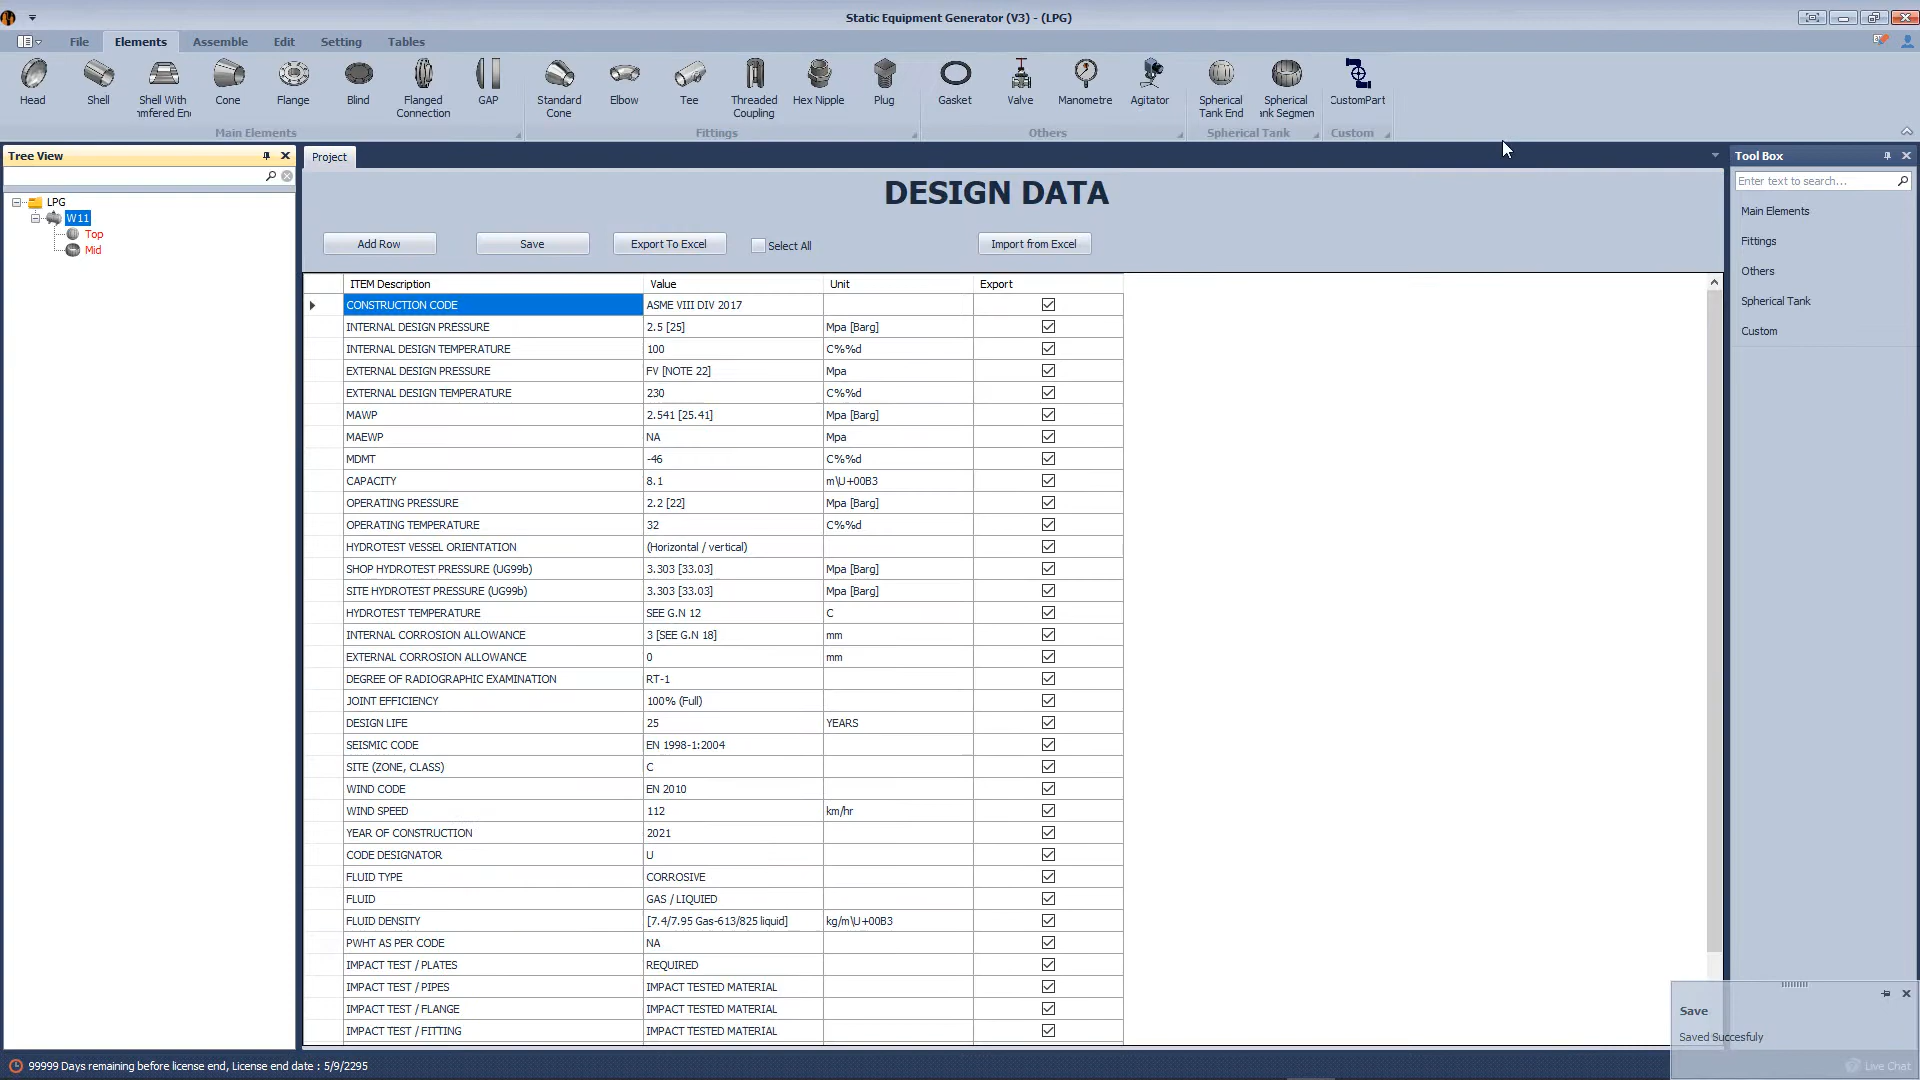 Static Equipment Generator (V3) - (LPG)
File Elements Assemble Edit Setting Tables
Head
Shell
Shell With
Cone
Flange
Blind
Flanged
Connection
GAP
Main Elements
Standard
Cone
Elbow
Tee
Threaded
Coupling
Hex Nipple
Plug
Fittings
Gasket
Valve
Manometre
Agitator
Others
Spherical
Tank End
Spherical
ank Segmen
Spherical Tank
CustomPart
Custom
Tree View
LPG
W11
Top
Mid
Project
DESIGN DATA
Add Row Save Export To Excel Select All Import from Excel
ITEM Description Value Unit Export
CONSTRUCTION CODE ASME VIII DIV 2017
INTERNAL DESIGN PRESSURE 2.5 [25] Mpa [Barg]
INTERNAL DESIGN TEMPERATURE 100 C%%d
EXTERNAL DESIGN PRESSURE FV [NOTE 22] Mpa
EXTERNAL DESIGN TEMPERATURE 230 C%%d
MAWP 2.541 [25.41] Mpa [Barg]
MAEWP NA Mpa
MDMT -46 C%%d
CAPACITY 8.1 m\U+00B3
OPERATING PRESSURE 2.2 [22] Mpa [Barg]
OPERATING TEMPERATURE 32 C%%d
HYDROTEST VESSEL ORIENTATION (Horizontal / vertical)
SHOP HYDROTEST PRESSURE (UG99b) 3.303 [33.03] Mpa [Barg]
SITE HYDROTEST PRESSURE (UG99b) 3.303 [33.03] Mpa [Barg]
HYDROTEST TEMPERATURE SEE G.N 12 C
INTERNAL CORROSION ALLOWANCE 3 [SEE G.N 18] mm
EXTERNAL CORROSION ALLOWANCE 0 mm
DEGREE OF RADIOGRAPHIC EXAMINATION RT-1
JOINT EFFICIENCY 100% (Full)
DESIGN LIFE 25 YEARS
SEISMIC CODE EN 1998-1:2004
SITE (ZONE, CLASS) C
WIND CODE EN 2010
WIND SPEED 112 km/hr
YEAR OF CONSTRUCTION 2021
CODE DESIGNATOR U
FLUID TYPE CORROSIVE
FLUID GAS / LIQUIED
FLUID DENSITY [7.4/7.95 Gas-613/825 liquid] kg/m\U+00B3
PWHT AS PER CODE NA
IMPACT TEST / PLATES REQUIRED
IMPACT TEST / PIPES IMPACT TESTED MATERIAL
IMPACT TEST / FLANGE IMPACT TESTED MATERIAL
IMPACT TEST / FITTING IMPACT TESTED MATERIAL
Tool Box
Enter text to search...
Main Elements
Fittings
Others
Spherical Tank
Custom
Save
Saved Succesfuly
Live Chat
99999 Days remaining before license end, License end date : 5/9/2295